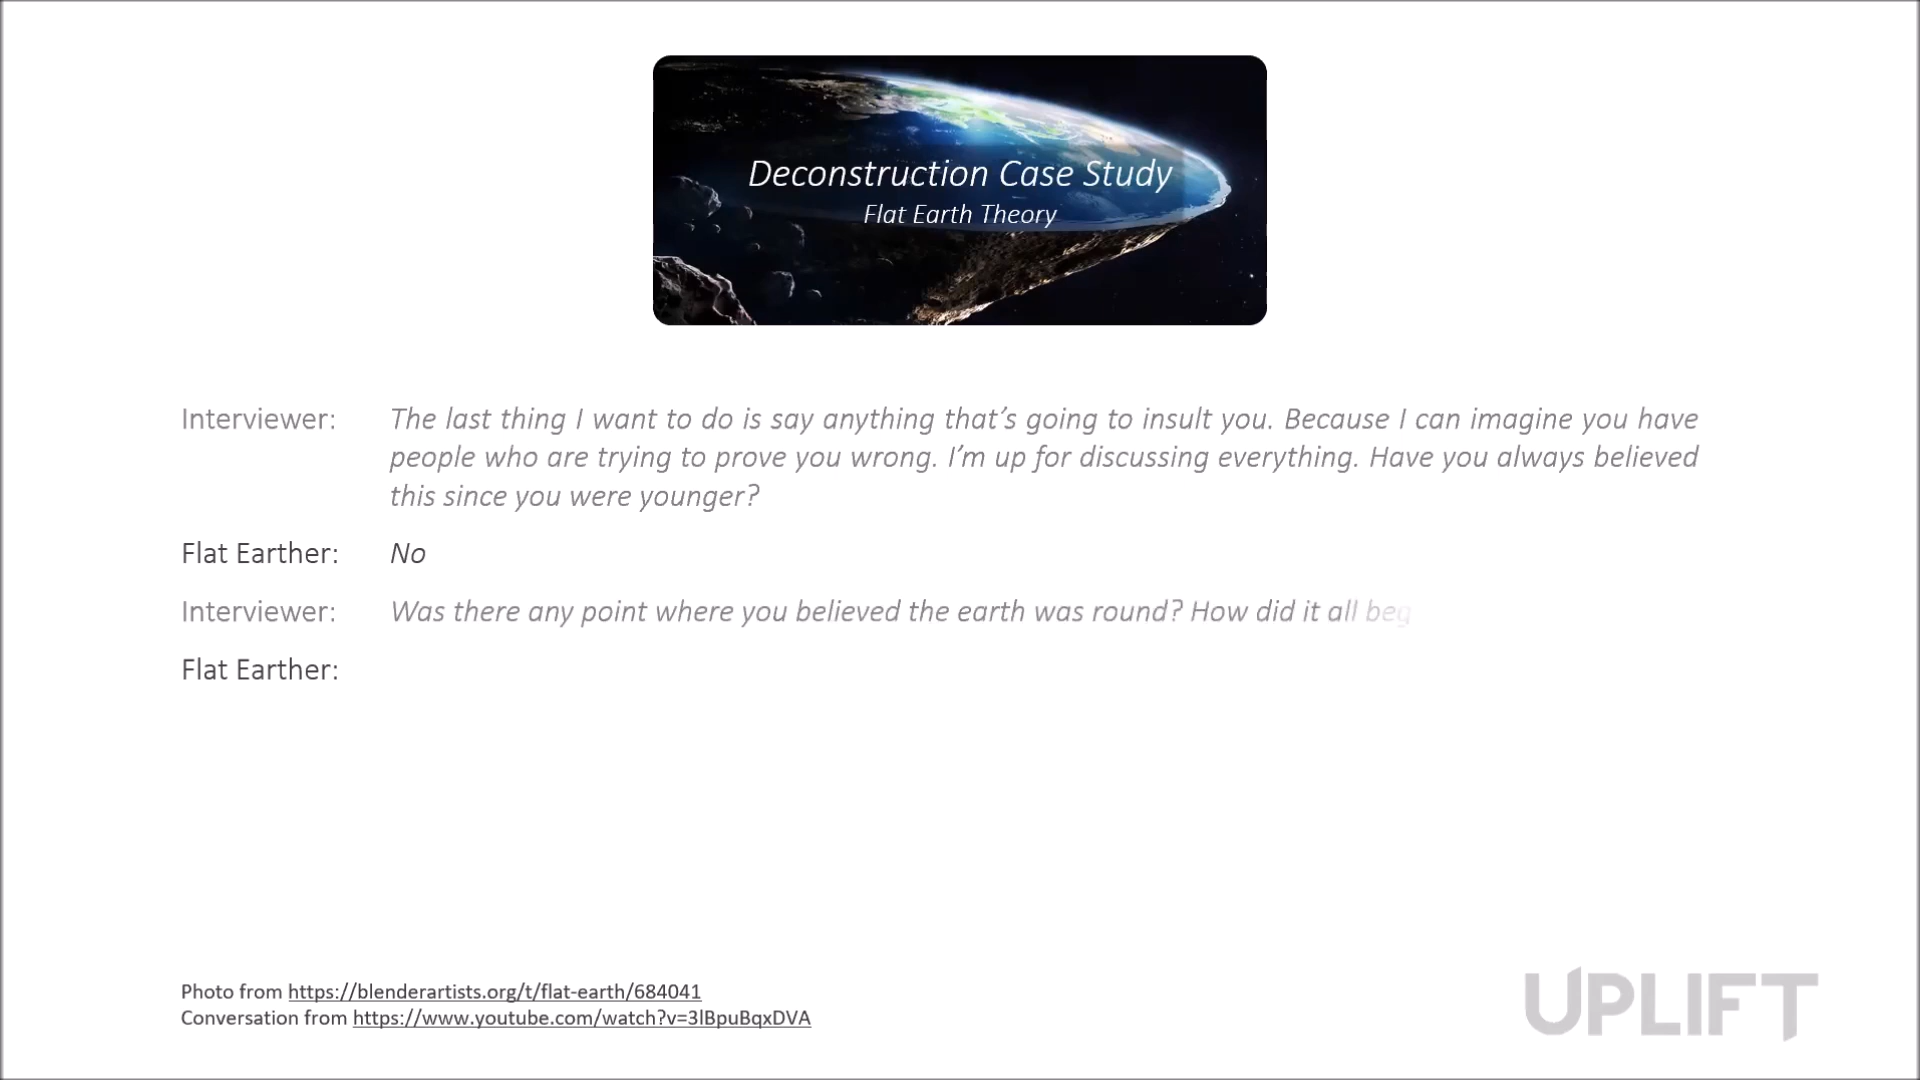 Deconstruction Case Study
Flat Earth Theory
Interviewer: The last thing I want to do is say anything that’s going to insult you. Because I can imagine you have
people who are trying to prove you wrong. I’m up for discussing everything. Have you always believed
this since you were younger?
Flat Earther: No
Interviewer: Was there any point where you believed the earth was round? How did it all beg
Flat Earther:
Photo from https://blenderartists.org/t/flat-earth/684041
Conversation from https://www.youtube.com/watch?v=3lBpuBqxDVA
UPLIFT